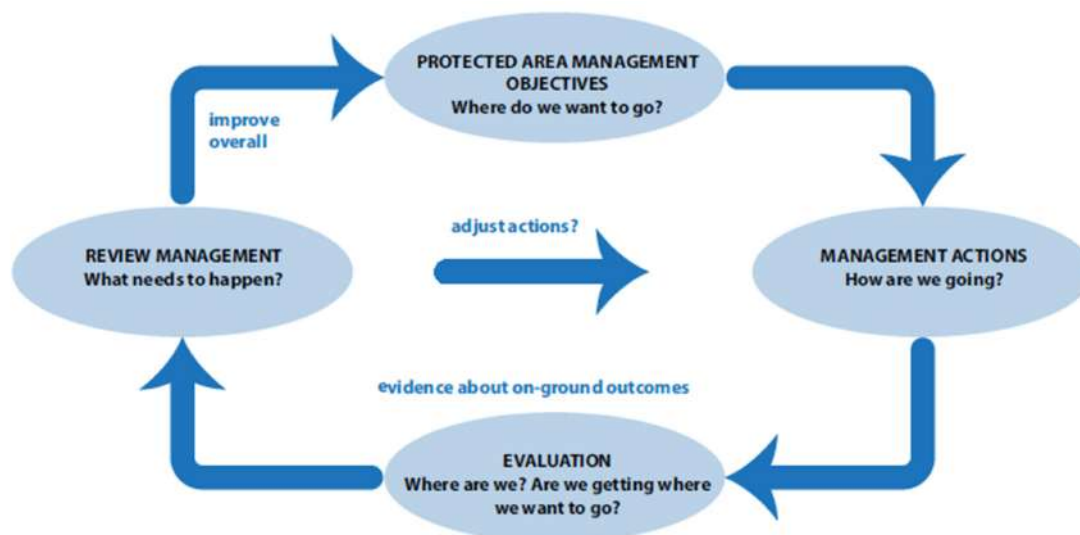 PROTECTED AREA MANAGEMENT
OBJECTIVES
Where do we want to go?
improve
overall
adjust actions?
REVIEW MANAGEMENT
What needs to happen?
MANAGEMENT ACTIONS
How are we going?
evidence about on-ground outcomes
EVALUATION
Where are we? Are we getting where
we want to go?